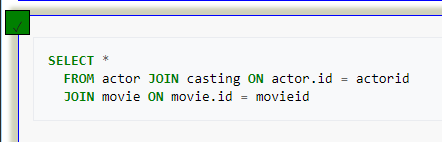 SELECT *
FROM actor JOIN casting ON actor.id = actorid
JOIN movie ON movie.id = movieid